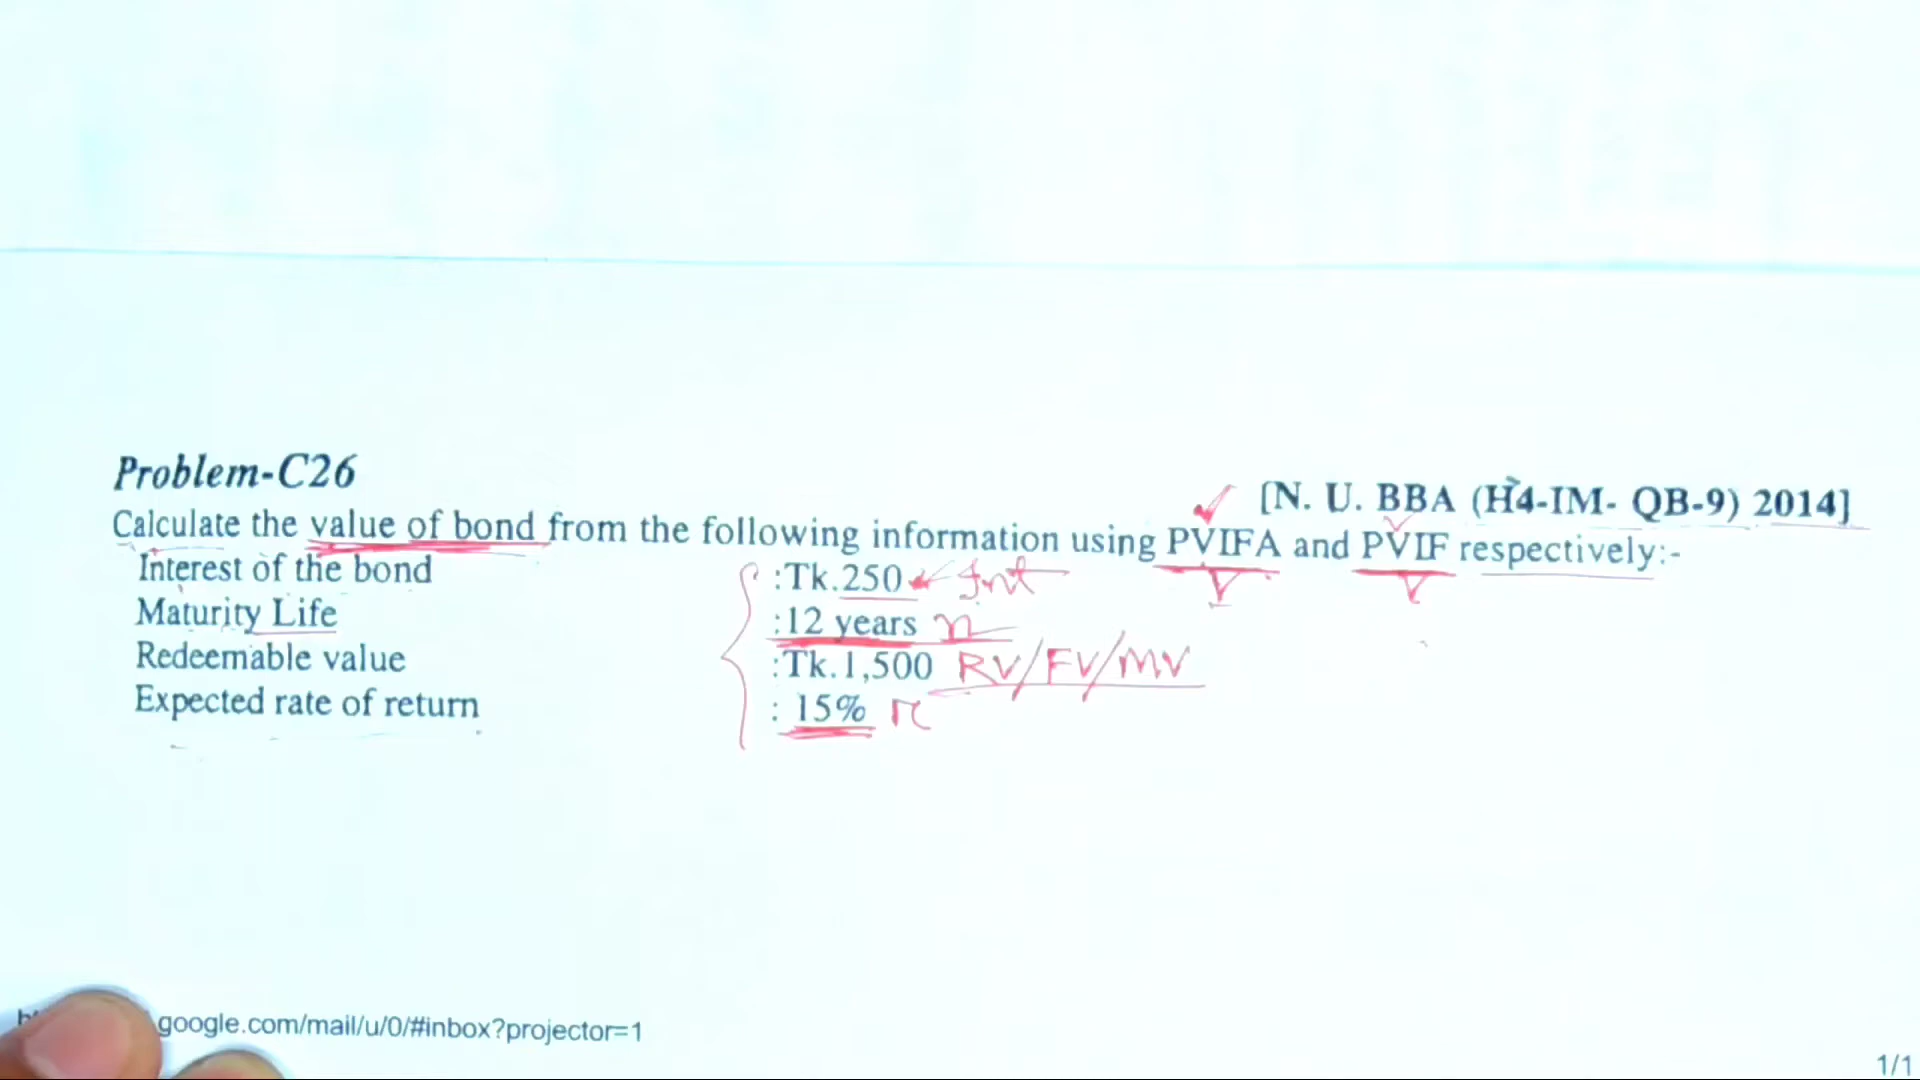 Problem-C26
[N. U. BBA (H4-IM- QB-9) 2014]
Calculate the value of bond from the following information using PVIFA and PVIF respectively:-
Interest of the bond :Tk.250 Int
Maturity Life :12 years n
Redeemable value :Tk.1,500 RV/FV/MV
Expected rate of return : 15% r
google.com/mail/u/0/#inbox?projector=1
1/1